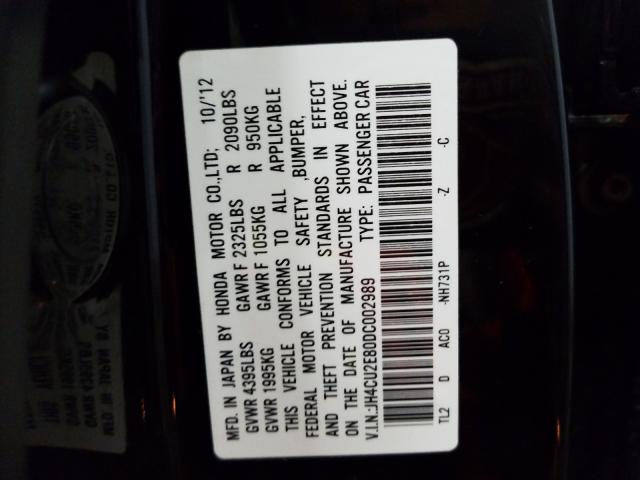 MFD. IN JAPAN BY HONDA MOTOR CO.,LTD; 10/'12
GVWR 4395LBS GAWR F 2325LBS R 2090LBS
GVWR 1995KG GAWR F 1055KG R 950KG
THIS VEHICLE CONFORMS TO ALL APPLICABLE
FEDERAL MOTOR VEHICLE SAFETY ,BUMPER,
AND THEFT PREVENTION STANDARDS IN EFFECT
ON THE DATE OF MANUFACTURE SHOWN ABOVE.
V.I.N.:JH4CU2E80DC002989 TYPE: PASSENGER CAR
TL2 D AC0 -NH731P -Z -C